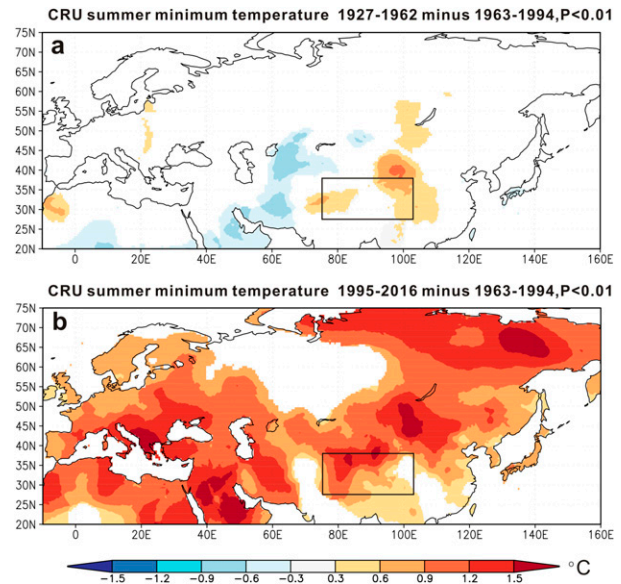 CRU summer minimum temperature 1927-1962 minus 1963-1994,P<0.01
a
75N
70N
65N
60N
55N
50N
45N
40N
35N
30N
25N
20N
0 20E 40E 60E 80E 100E 120E 140E 160E
CRU summer minimum temperature 1995-2016 minus 1963-1994,P<0.01
b
75N
70N
65N
60N
55N
50N
45N
40N
35N
30N
25N
20N
0 20E 40E 60E 80E 100E 120E 140E 160E
°C
−1.5 −1.2 −0.9 −0.6 −0.3 0.3 0.6 0.9 1.2 1.5